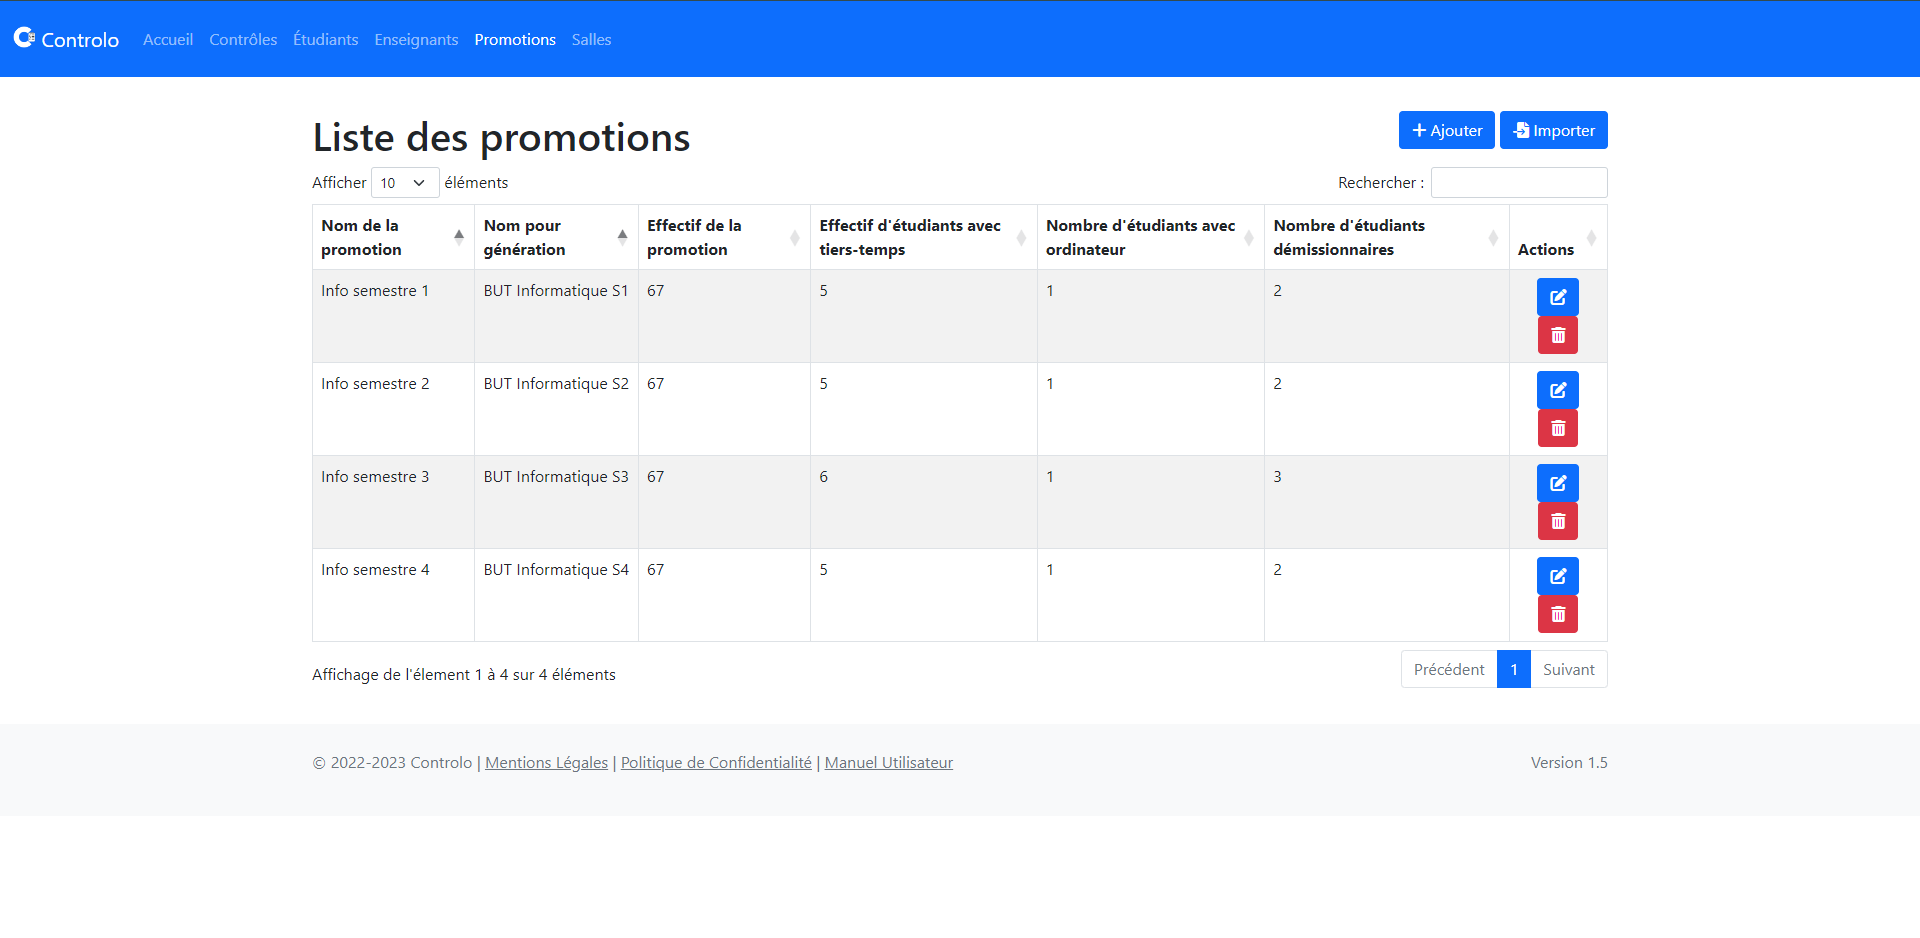 Controlo Accueil Contrôles Étudiants Enseignants Promotions Salles
Liste des promotions
Ajouter Importer
Afficher 10 éléments Rechercher :
Nom de la promotion Nom pour génération Effectif de la promotion Effectif d'étudiants avec tiers-temps Nombre d'étudiants avec ordinateur Nombre d'étudiants démissionnaires Actions
Info semestre 1 BUT Informatique S1 67 5 1 2
Info semestre 2 BUT Informatique S2 67 5 1 2
Info semestre 3 BUT Informatique S3 67 6 1 3
Info semestre 4 BUT Informatique S4 67 5 1 2
Affichage de l'élement 1 à 4 sur 4 éléments Précédent 1 Suivant
© 2022-2023 Controlo | Mentions Légales | Politique de Confidentialité | Manuel Utilisateur Version 1.5